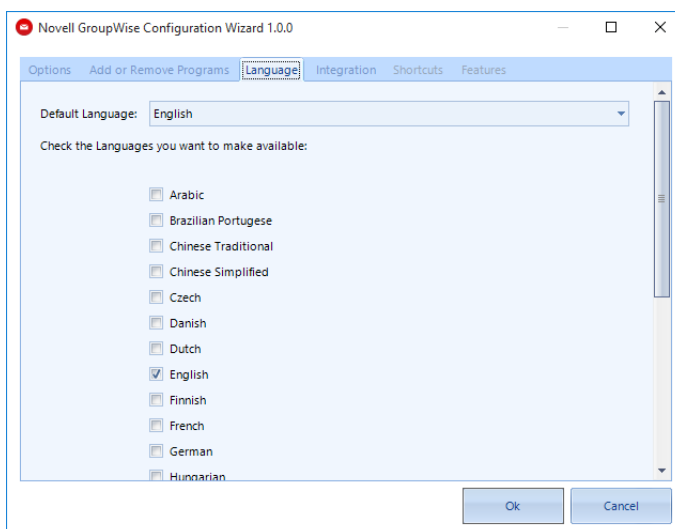 Novell GroupWise Configuration Wizard 1.0.0
Options Add or Remove Programs Language Integration Shortcuts Features
Default Language: English
Check the Languages you want to make available:
Arabic
Brazilian Portugese
Chinese Traditional
Chinese Simplified
Czech
Danish
Dutch
English
Finnish
French
German
Hungarian
Ok Cancel